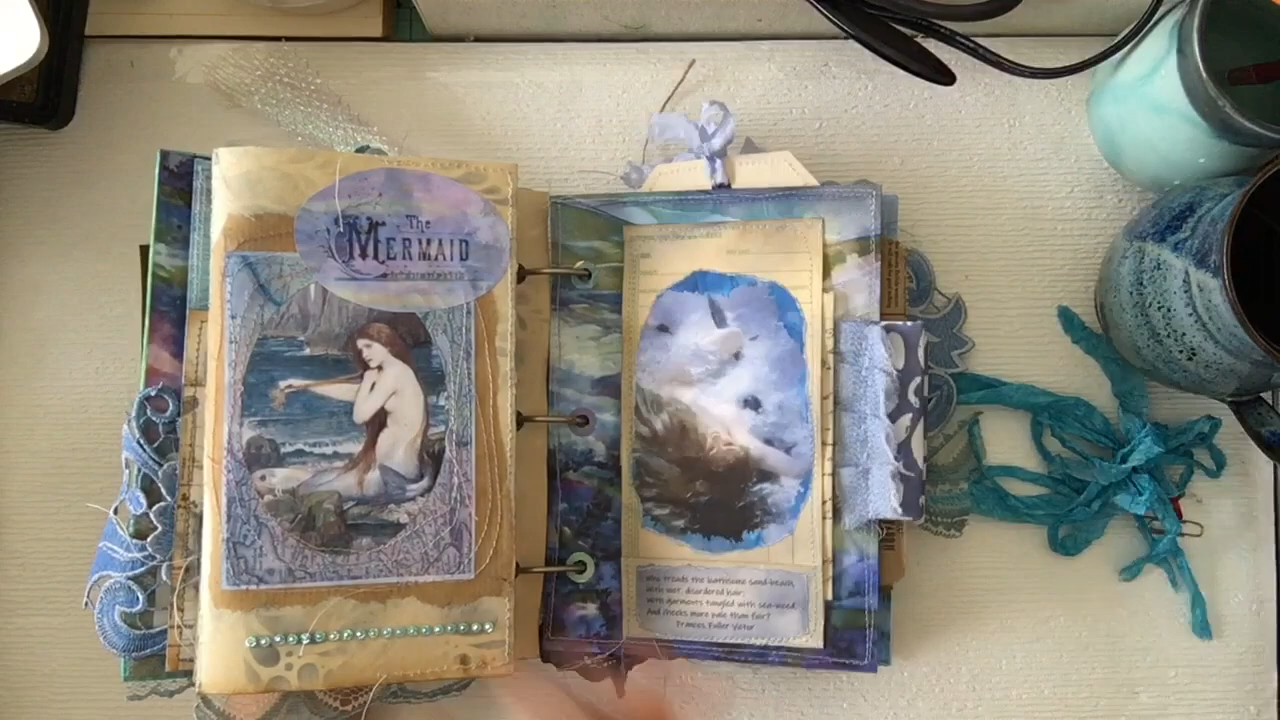 The
MERMAID
Who treads the loathsome sand-beach,
With wet, disordered hair;
With garments tangled with sea-weed,
And cheeks more pale than fair?
Frances Fuller Victor